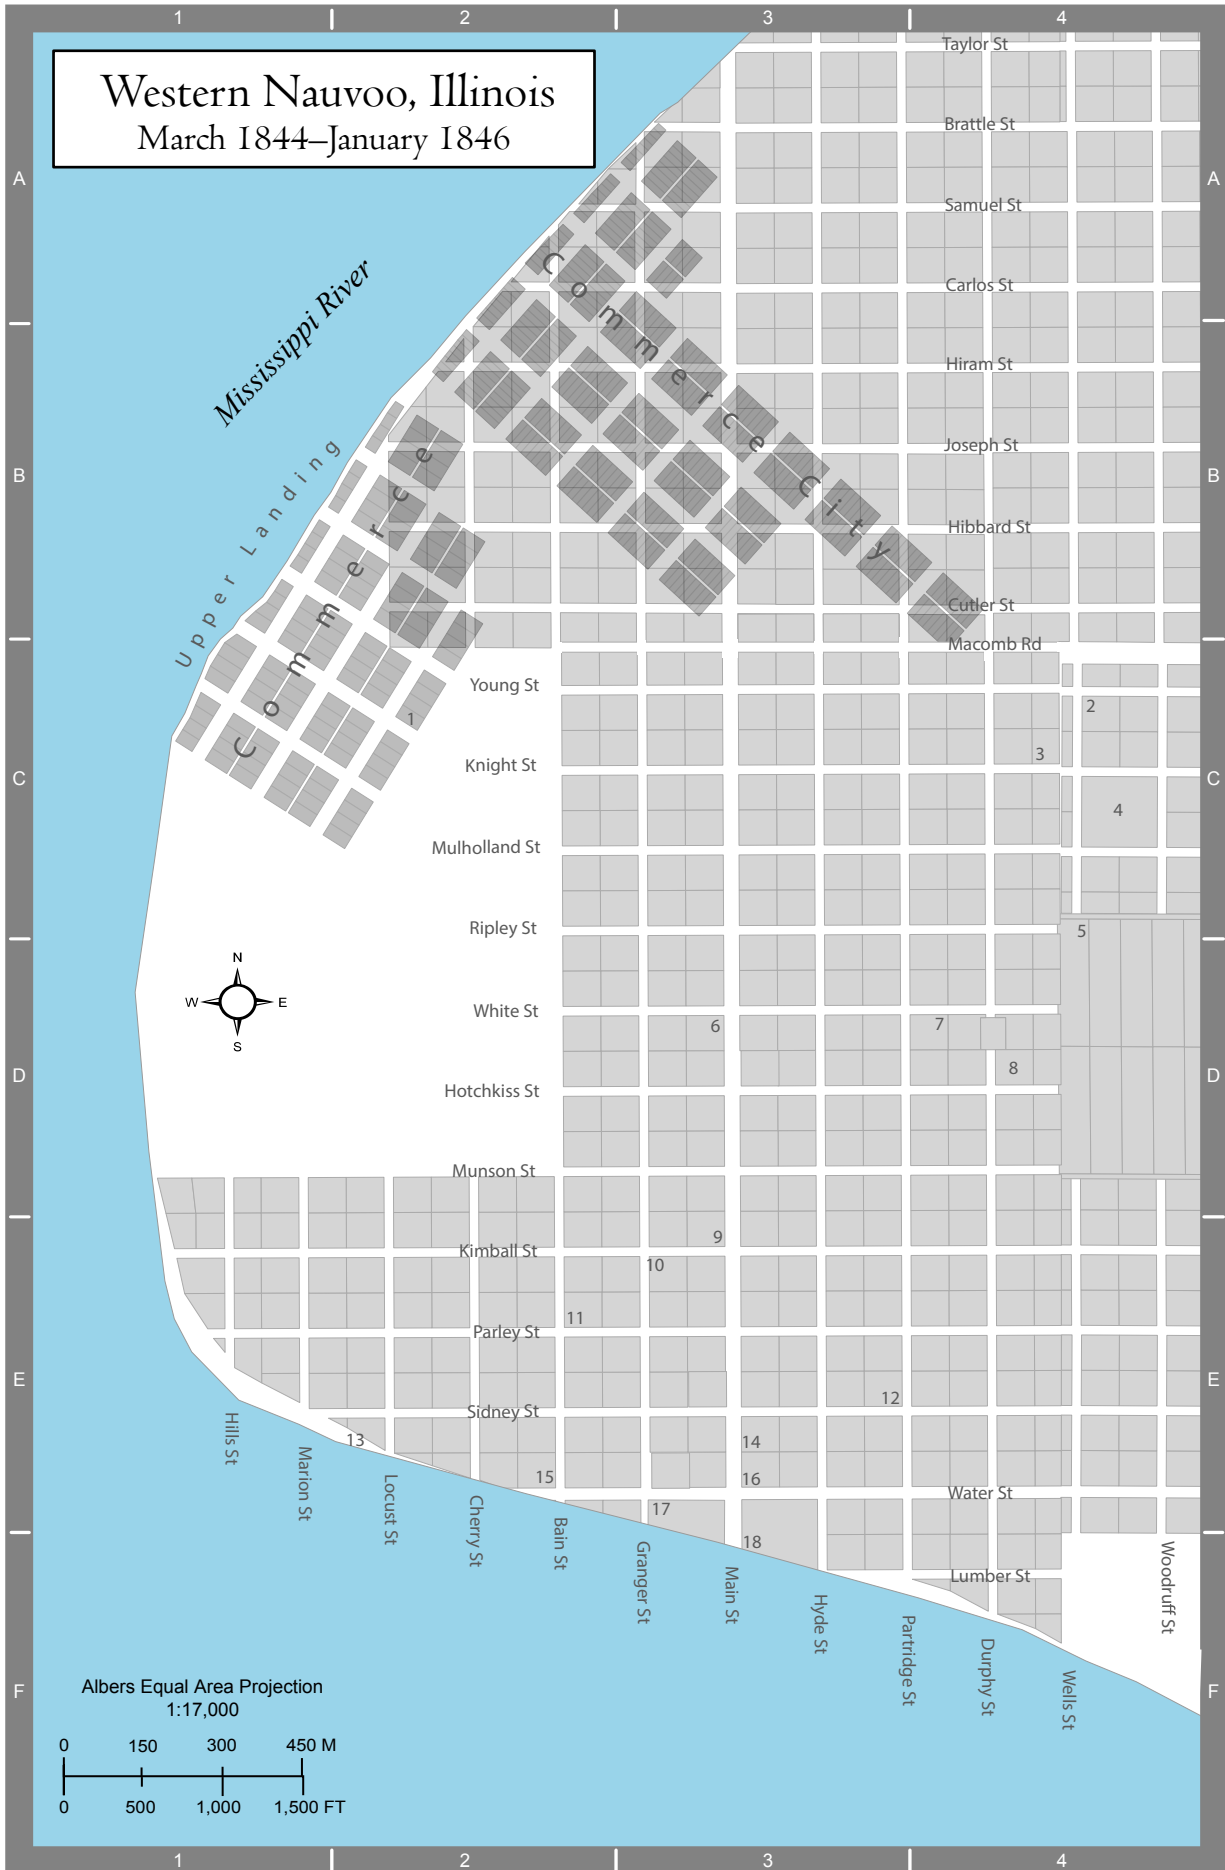 1 2 3 4
Western Nauvoo, Illinois
March 1844–January 1846
Taylor St
Brattle St
A A
Samuel St
Carlos St
Mississippi River
Hiram St
Joseph St
Upper Landing
B B
Hibbard St
Commerce City
Commerce
Cutler St
Macomb Rd
Young St
1
2
3
Knight St
C C
4
Mulholland St
Ripley St
5
N
W E
S
White St
6
7
8
D D
Hotchkiss St
Munson St
9
Kimball St
10
11
Parley St
E E
12
Sidney St
13
14
15
16
Water St
17
18
Hills St
Marion St
Locust St
Cherry St
Bain St
Granger St
Main St
Hyde St
Partridge St
Durphy St
Wells St
Woodruff St
Lumber St
F F
Albers Equal Area Projection
1:17,000
0 150 300 450 M
0 500 1,000 1,500 FT
1 2 3 4